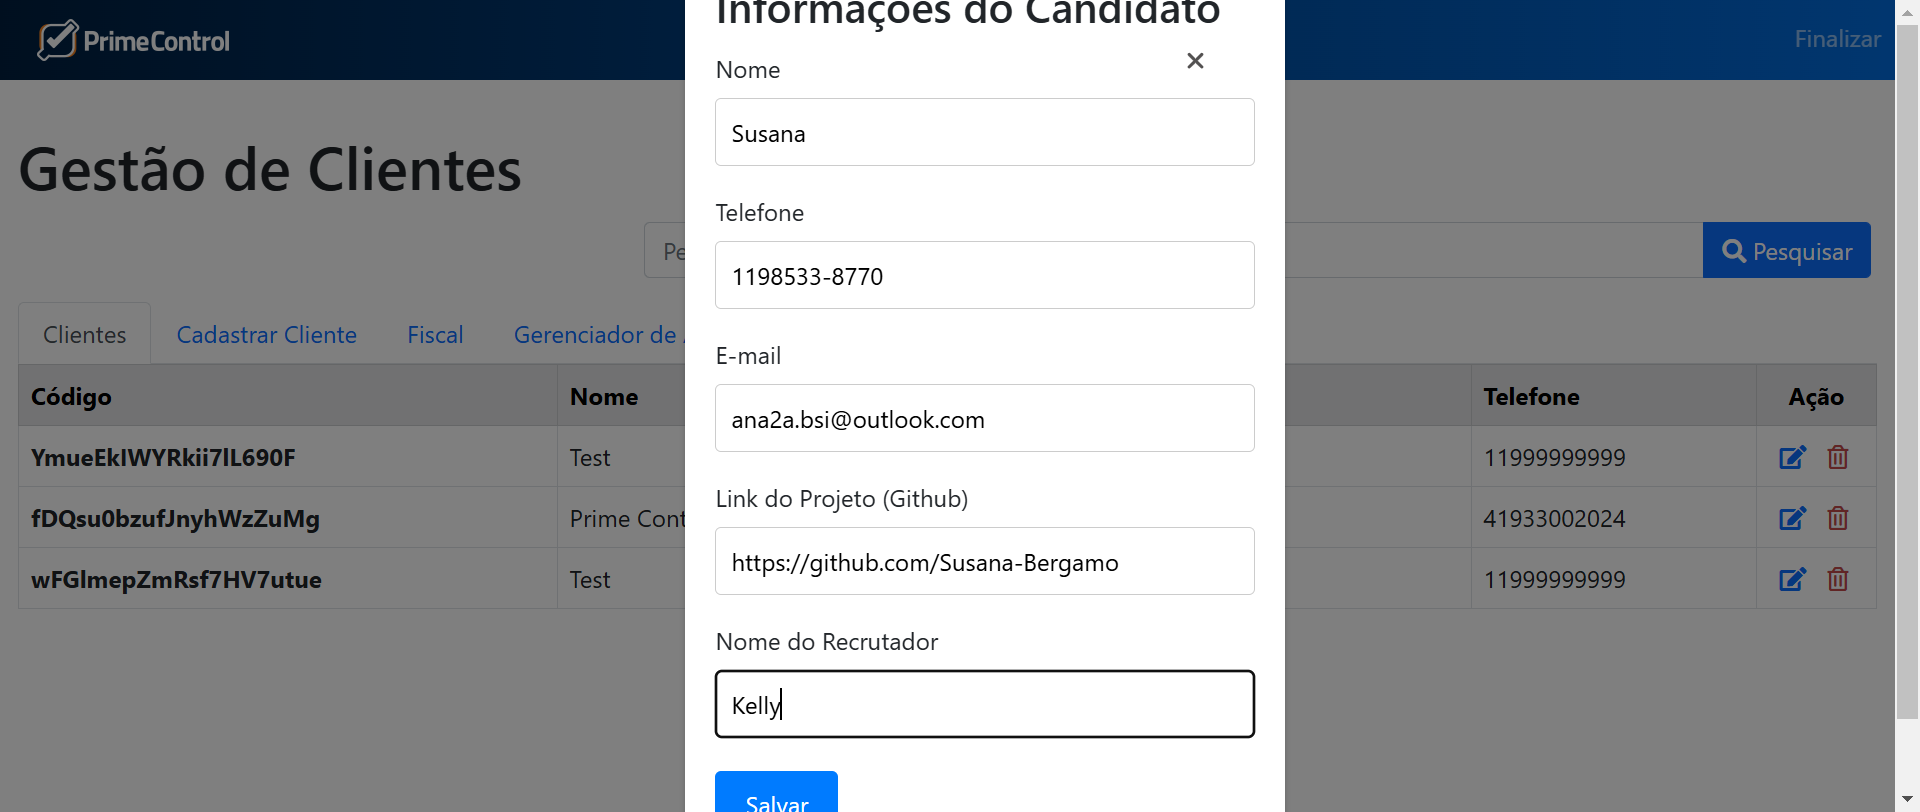 PrimeControl
Finalizar
Gestão de Clientes
Pe
Pesquisar
Clientes
Cadastrar Cliente
Fiscal
Gerenciador de
Código
Nome
Telefone
Ação
YmueEkIWYRkii7lL690F
Test
11999999999
fDQsu0bzufJnyhWzZuMg
Prime Cont
41933002024
wFGlmepZmRsf7HV7utue
Test
11999999999
Informações do Candidato
Nome
Susana
Telefone
1198533-8770
E-mail
ana2a.bsi@outlook.com
Link do Projeto (Github)
https://github.com/Susana-Bergamo
Nome do Recrutador
Kelly
Salvar